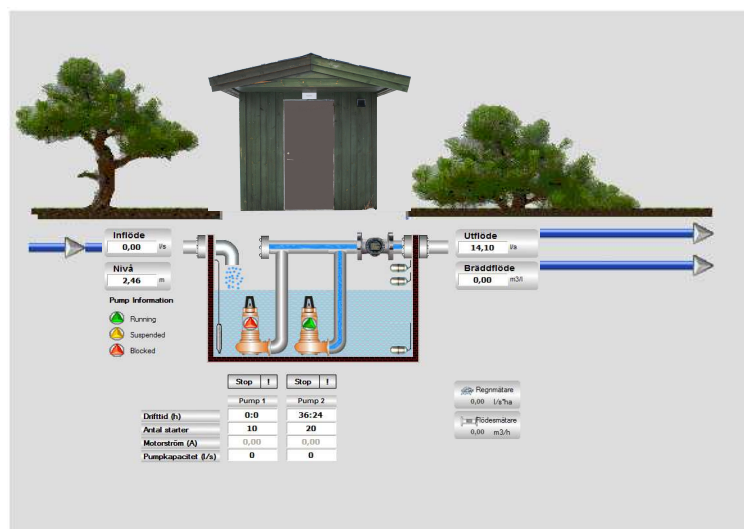 Inflöde
0,00 l/s
Nivå
2,46 m
Utflöde
14,10 l/s
Bräddflöde
0,00 m3/l
Pump Information
Running
Suspended
Blocked
Stop ! Stop !
Pump 1 Pump 2
Drifttid (h) 0:0 36:24
Antal starter 10 20
Motorström (A) 0,00 0,00
Pumpkapacitet (l/s) 0 0
Regnmätare
0,00 l/s*ha
Flödesmätare
0,00 m3/h